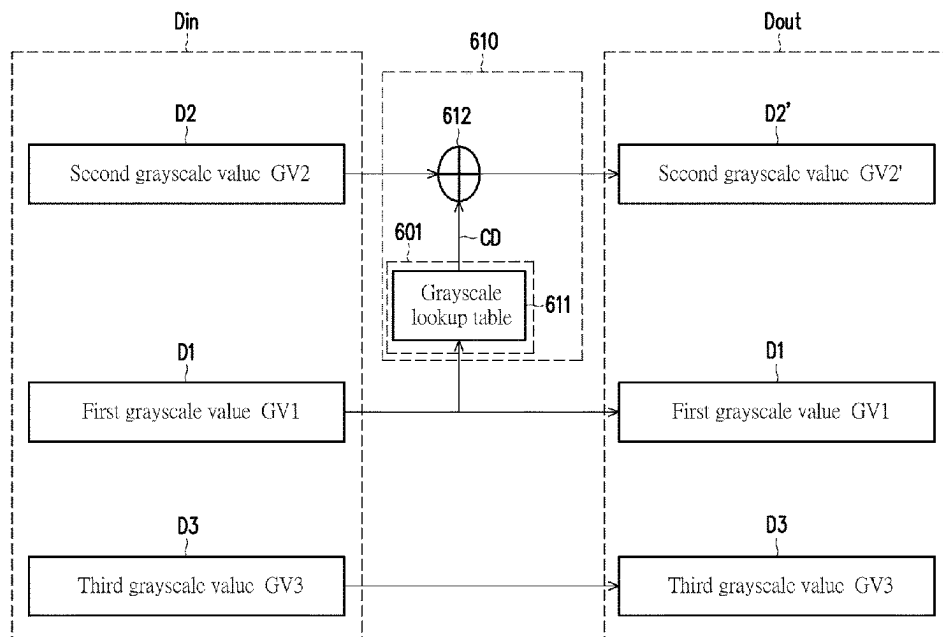 Din
610
Dout
D2
612
D2'
Second grayscale value GV2
Second grayscale value GV2'
CD
601
Grayscale
lookup table
611
D1
D1
First grayscale value GV1
First grayscale value GV1
D3
D3
Third grayscale value GV3
Third grayscale value GV3